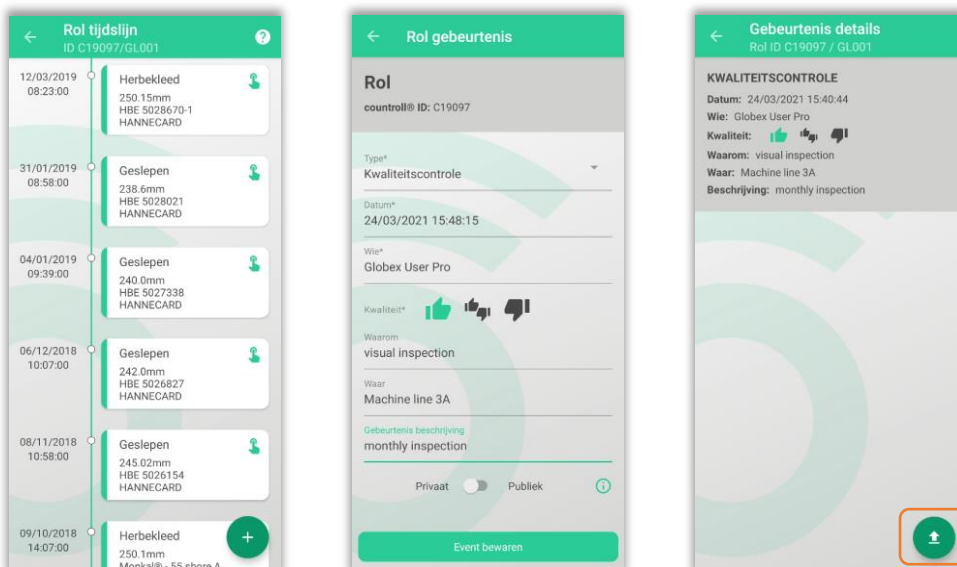 Rol tijdslijn
ID C19097/GL001
12/03/2019
08:23:00
Herbekleed
250.15mm
HBE 5028670-1
HANNECARD
31/01/2019
08:58:00
Geslepen
238.6mm
HBE 5028021
HANNECARD
04/01/2019
09:39:00
Geslepen
240.0mm
HBE 5027338
HANNECARD
06/12/2018
10:07:00
Geslepen
242.0mm
HBE 5026827
HANNECARD
08/11/2018
10:58:00
Geslepen
245.02mm
HBE 5026154
HANNECARD
09/10/2018
14:07:00
Herbekleed
250.1mm
Monkal® - 55 shore A
Rol gebeurtenis
Rol
countroll® ID: C19097
Type*
Kwaliteitscontrole
Datum*
24/03/2021 15:48:15
Wie*
Globex User Pro
Kwaliteit*
Waarom
visual inspection
Waar
Machine line 3A
Gebeurtenis beschrijving
monthly inspection
Privaat Publiek
Event bewaren
Gebeurtenis details
Rol ID C19097 / GL001
KWALITEITSCONTROLE
Datum: 24/03/2021 15:40:44
Wie: Globex User Pro
Kwaliteit:
Waarom: visual inspection
Waar: Machine line 3A
Beschrijving: monthly inspection